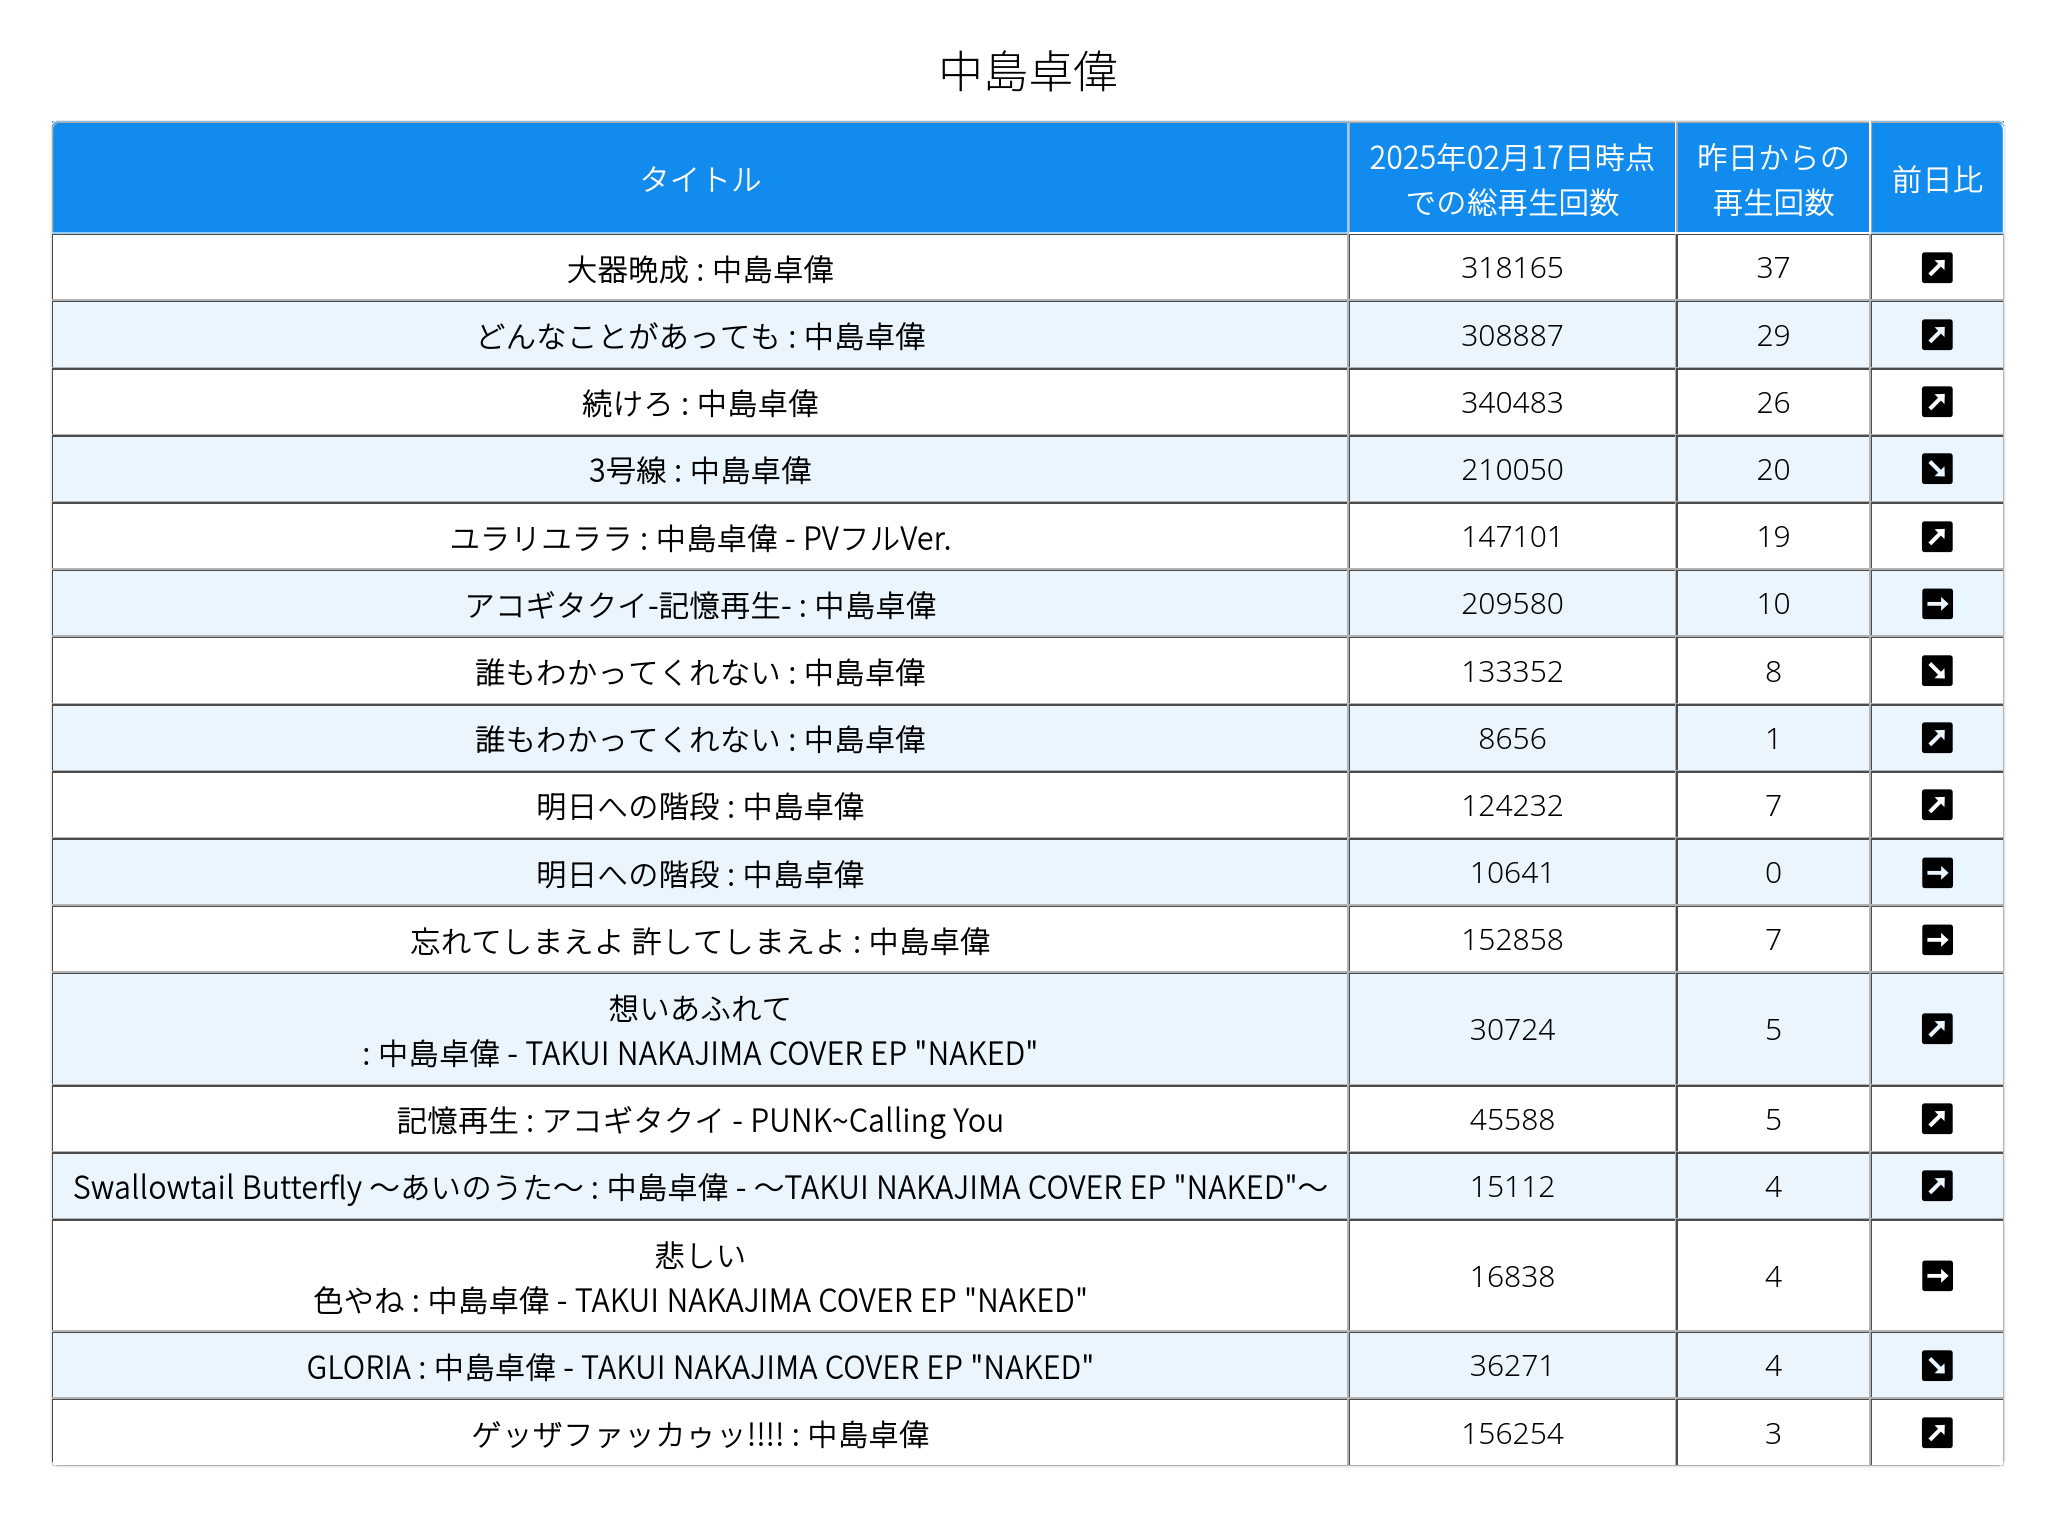 中島卓偉
タイトル
2025年02月17日時点
での総再生回数
昨日からの
再生回数
前日比
大器晩成 : 中島卓偉 318165 37 ↗
どんなことがあっても : 中島卓偉 308887 29 ↗
続けろ : 中島卓偉 340483 26 ↗
3号線 : 中島卓偉 210050 20 ↘
ユラリユララ : 中島卓偉 - PVフルVer. 147101 19 ↗
アコギタクイ-記憶再生- : 中島卓偉 209580 10 →
誰もわかってくれない : 中島卓偉 133352 8 ↘
誰もわかってくれない : 中島卓偉 8656 1 ↗
明日への階段 : 中島卓偉 124232 7 ↗
明日への階段 : 中島卓偉 10641 0 →
忘れてしまえよ 許してしまえよ : 中島卓偉 152858 7 →
想いあふれて
: 中島卓偉 - TAKUI NAKAJIMA COVER EP "NAKED" 30724 5 ↗
記憶再生 : アコギタクイ - PUNK~Calling You 45588 5 ↗
Swallowtail Butterfly 〜あいのうた〜 : 中島卓偉 - 〜TAKUI NAKAJIMA COVER EP "NAKED"〜 15112 4 ↗
悲しい
色やね : 中島卓偉 - TAKUI NAKAJIMA COVER EP "NAKED" 16838 4 →
GLORIA : 中島卓偉 - TAKUI NAKAJIMA COVER EP "NAKED" 36271 4 ↘
ゲッザファッカゥッ!!!! : 中島卓偉 156254 3 ↗